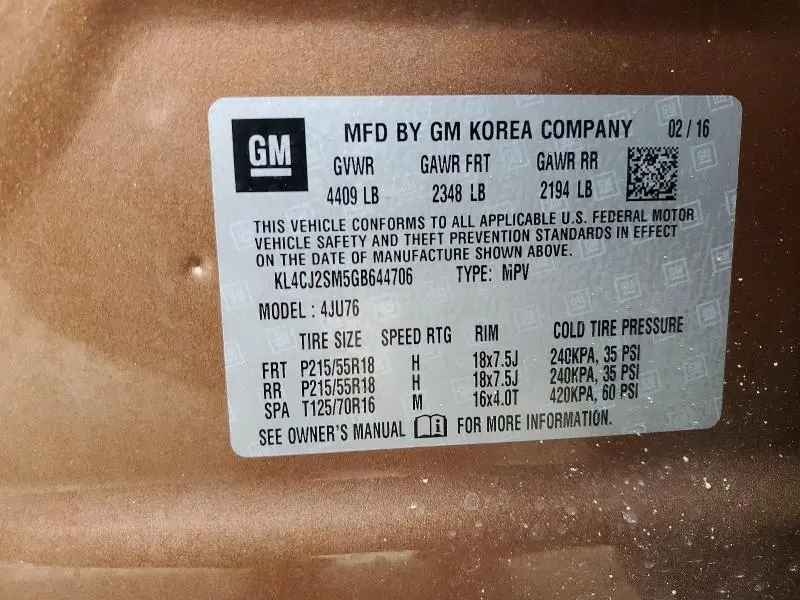 GM MFD BY GM KOREA COMPANY 02 / 16
GVWR GAWR FRT GAWR RR
4409 LB 2348 LB 2194 LB
THIS VEHICLE CONFORMS TO ALL APPLICABLE U.S. FEDERAL MOTOR
VEHICLE SAFETY AND THEFT PREVENTION STANDARDS IN EFFECT
ON THE DATE OF MANUFACTURE SHOWN ABOVE.
KL4CJ2SM5GB644706 TYPE: MPV
MODEL : 4JU76
TIRE SIZE SPEED RTG RIM COLD TIRE PRESSURE
FRT P215/55R18 H 18x7.5J 240KPA, 35 PSI
RR P215/55R18 H 18x7.5J 240KPA, 35 PSI
SPA T125/70R16 M 16x4.0T 420KPA, 60 PSI
SEE OWNER'S MANUAL i FOR MORE INFORMATION.